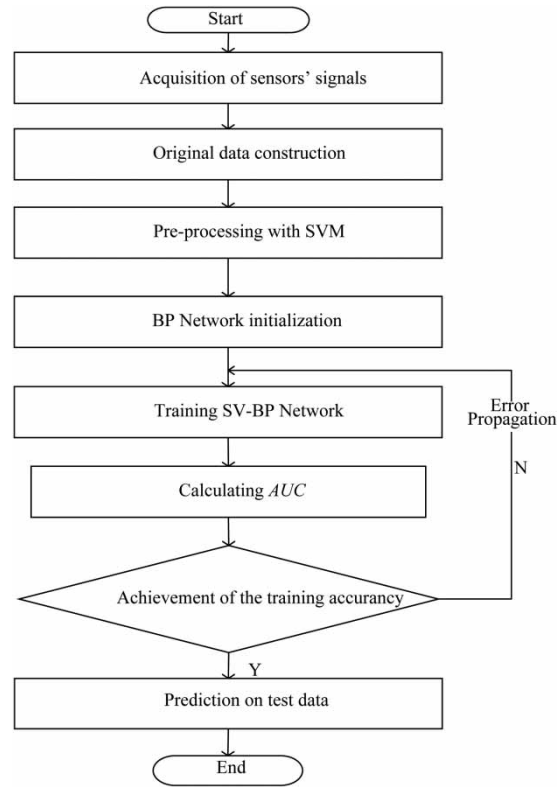 Start
Acquisition of sensors' signals
Original data construction
Pre-processing with SVM
BP Network initialization
Error
Propagation
Training SV-BP Network
N
Calculating AUC
Achievement of the training accurancy
Y
Prediction on test data
End